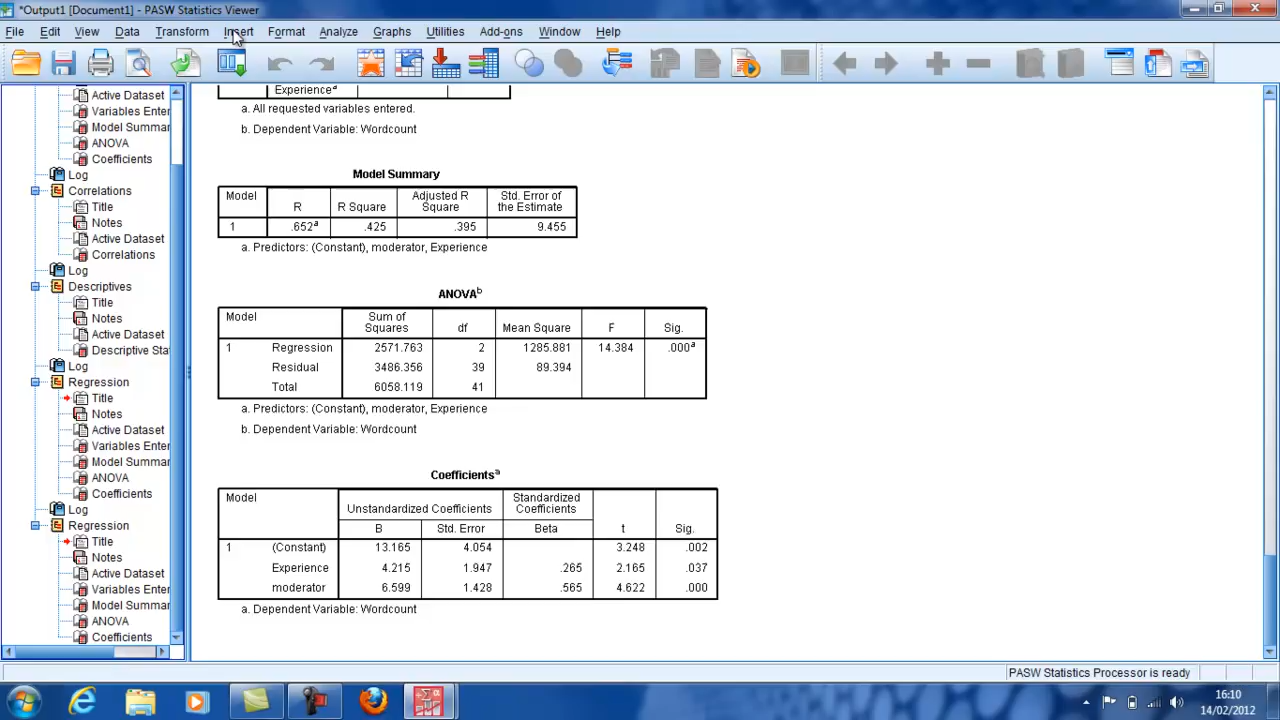 *Output1 [Document1] - PASW Statistics Viewer
File Edit View Data Transform Insert Format Analyze Graphs Utilities Add-ons Window Help
Active Dataset
Variables Enter
Model Summar
ANOVA
Coefficients
Log
Correlations
Title
Notes
Active Dataset
Correlations
Log
Descriptives
Title
Notes
Active Dataset
Descriptive Sta
Log
Regression
Title
Notes
Active Dataset
Variables Enter
Model Summar
ANOVA
Coefficients
Log
Regression
Title
Notes
Active Dataset
Variables Enter
Model Summar
ANOVA
Coefficients
Experience a
a. All requested variables entered.
b. Dependent Variable: Wordcount
Model Summary
Model R R Square Adjusted R Square Std. Error of the Estimate
1 .652a .425 .395 9.455
a. Predictors: (Constant), moderator, Experience
ANOVAb
Model Sum of Squares df Mean Square F Sig.
1 Regression 2571.763 2 1285.881 14.384 .000a
Residual 3486.356 39 89.394
Total 6058.119 41
a. Predictors: (Constant), moderator, Experience
b. Dependent Variable: Wordcount
Coefficientsa
Model Unstandardized Coefficients Standardized Coefficients
B Std. Error Beta t Sig.
1 (Constant) 13.165 4.054 3.248 .002
Experience 4.215 1.947 .265 2.165 .037
moderator 6.599 1.428 .565 4.622 .000
a. Dependent Variable: Wordcount
PASW Statistics Processor is ready
16:10
14/02/2012